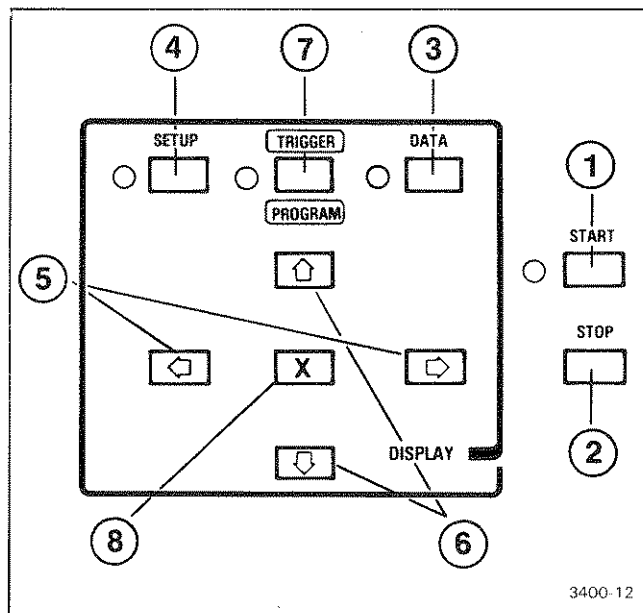 4 7 3
SETUP TRIGGER DATA
1
PROGRAM
START
5
STOP
X
DISPLAY
2
8 6
3400-12